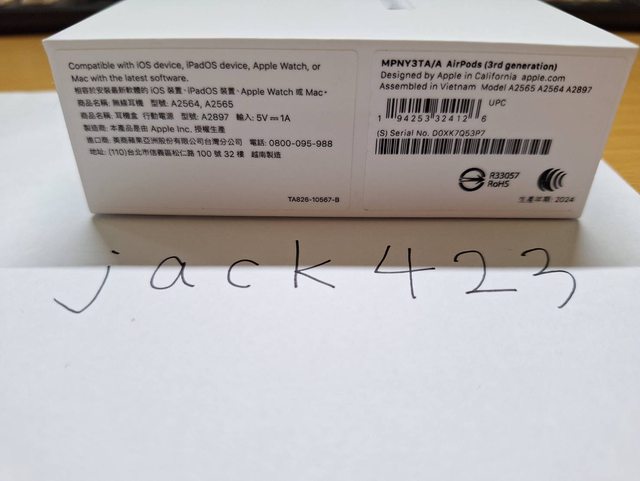 Compatible with iOS device, iPadOS device, Apple Watch, or
Mac with the latest software.
相容於安裝最新軟體的 iOS 裝置、iPadOS 裝置、Apple Watch 或 Mac。
商品名稱: 無線耳機 型號: A2564, A2565
商品名稱: 耳機盒 行動電源 型號: A2897 輸入: 5V⎓1A
製造商: 本產品是由 Apple Inc. 授權生產
進口商: 英商蘋果亞洲股份有限公司台灣分公司 電話: 0800-095-988
地址: (110)台北市信義區松仁路 100 號 32 樓 越南製造
TA826-10567-B
MPNY3TA/A AirPods (3rd generation)
Designed by Apple in California apple.com
Assembled in Vietnam Model A2565 A2564 A2897
UPC
1 94253 32412 6
(S) Serial No. D0XK7Q53P7
R33057
RoHS
生產年期: 2024
jack423